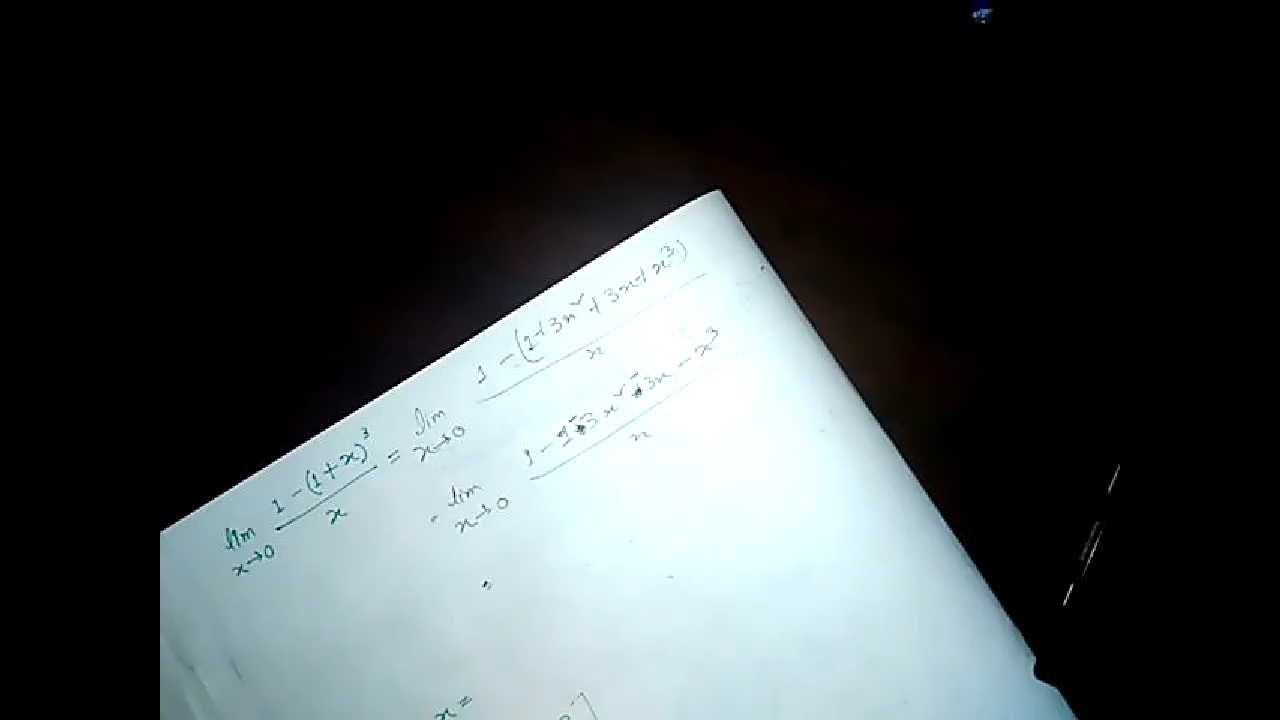 lim x→0 1-(1+x)³/x = lim x→0 1-(1+3x²+3x+x³)/x
= lim x→0 1-1-3x²-3x-x³/x
=
x =